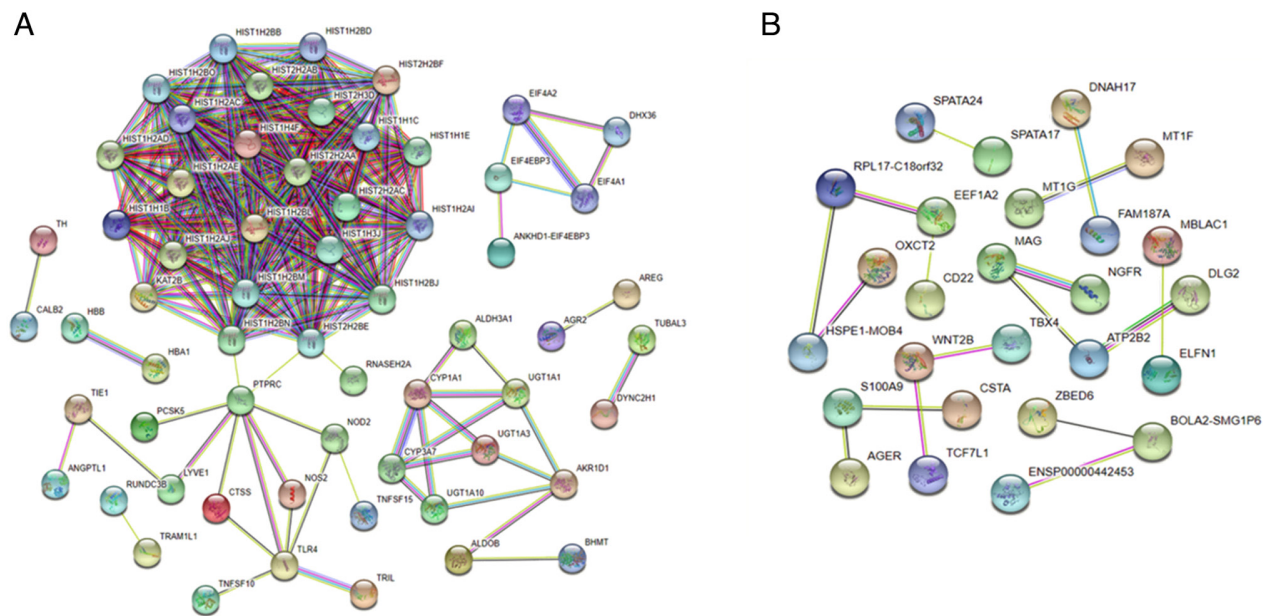 A
B
HIST1H2BB
HIST1H2BD
HIST2H2BF
HIST1H2BO
HIST2H2AB
HIST2H3D
HIST1H2AC
HIST1H1C
HIST1H4F
HIST1H1E
HIST1H2AD
HIST2H2AA
HIST1H2AE
HIST2H2AC
HIST1H1B
HIST1H2BL
HIST1H2AI
HIST1H3J
HIST1H2AJ
KAT2B
HIST1H2BM
HIST1H2BJ
HIST1H2BN
HIST2H2BE
EIF4A2
DHX36
EIF4EBP3
EIF4A1
ANKHD1-EIF4EBP3
TH
CALB2
HBB
HBA1
AREG
AGR2
TUBAL3
DYNC2H1
RNASEH2A
PTPRC
PCSK5
TIE1
ANGPTL1
LYVE1
RUNDC3B
TRAM1L1
CTSS
NOS2
NOD2
TNFSF15
TLR4
TNFSF10
TRIL
ALDH3A1
CYP1A1
UGT1A1
UGT1A3
CYP3A7
UGT1A10
AKR1D1
ALDOB
BHMT
SPATA24
SPATA17
DNAH17
MT1F
RPL17-C18orf32
EEF1A2
MT1G
FAM187A
OXCT2
MAG
MBLAC1
CD22
NGFR
DLG2
HSPE1-MOB4
WNT2B
TBX4
ATP2B2
ELFN1
S100A9
CSTA
ZBED6
BOLA2-SMG1P6
AGER
TCF7L1
ENSP00000442453